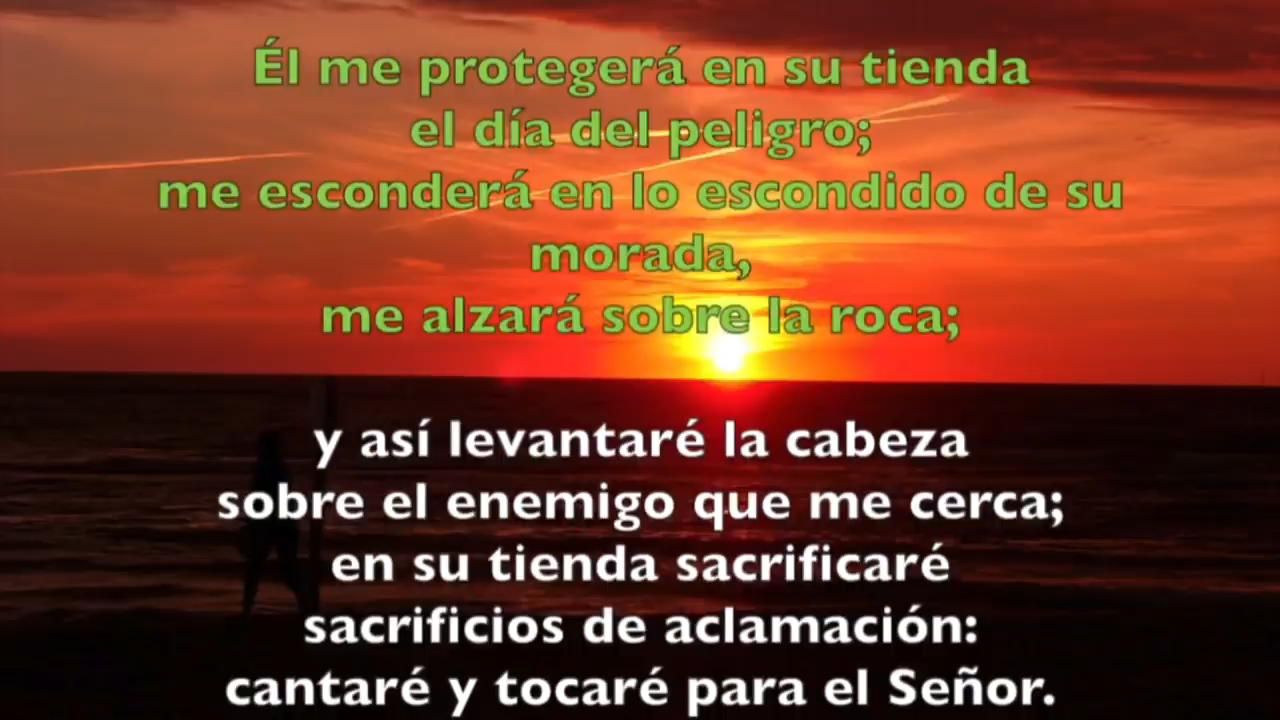 Él me protegerá en su tienda
el día del peligro;
me esconderá en lo escondido de su
morada,
me alzará sobre la roca;
y así levantaré la cabeza
sobre el enemigo que me cerca;
en su tienda sacrificaré
sacrificios de aclamación:
cantaré y tocaré para el Señor.